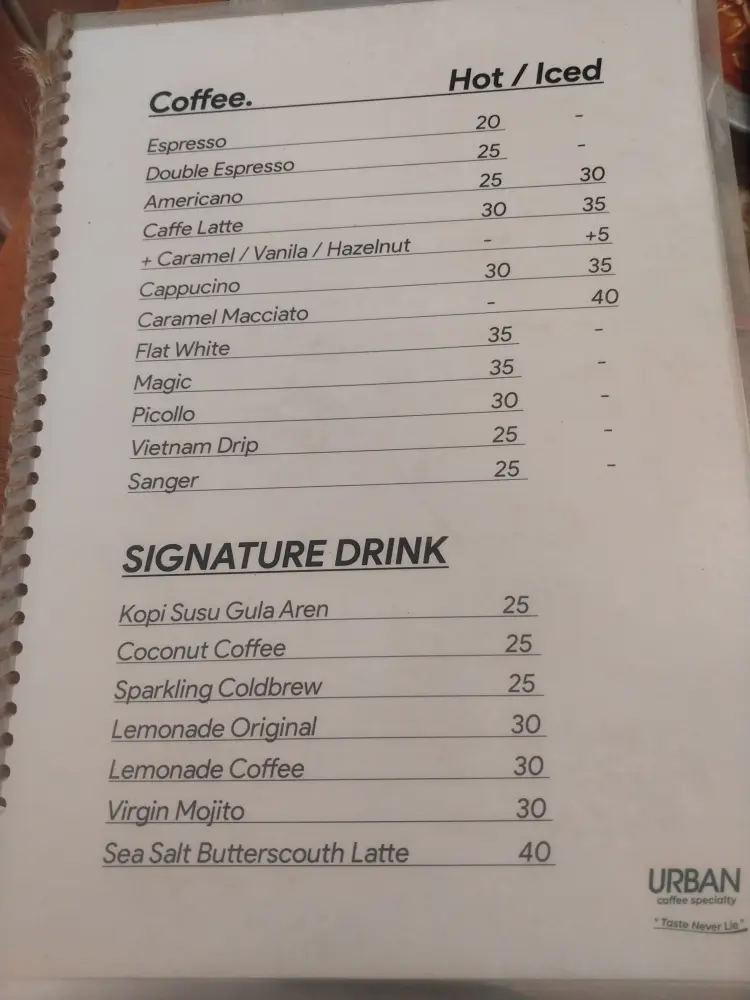 Coffee. Hot / Iced
Espresso 20 -
Double Espresso 25 -
Americano 25 30
Caffe Latte 30 35
+ Caramel / Vanila / Hazelnut - +5
Cappucino 30 35
Caramel Macciato - 40
Flat White 35 -
Magic 35 -
Picollo 30 -
Vietnam Drip 25 -
Sanger 25 -
SIGNATURE DRINK
Kopi Susu Gula Aren 25
Coconut Coffee 25
Sparkling Coldbrew 25
Lemonade Original 30
Lemonade Coffee 30
Virgin Mojito 30
Sea Salt Butterscouth Latte 40
URBAN
coffee specialty
"Taste Never Lie"